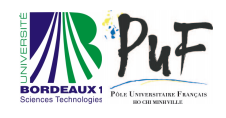 UNIVERSITÉ
BORDEAUX 1
Sciences Technologies
PUF
PÔLE UNIVERSITAIRE FRANÇAIS
HO CHI MINH VILLE